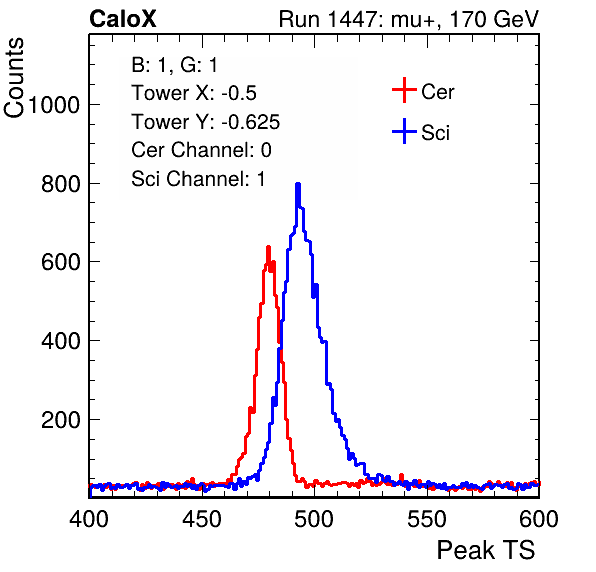 CaloX Run 1447: mu+, 170 GeV
Counts
B: 1, G: 1
Tower X: -0.5
Tower Y: -0.625
Cer Channel: 0
Sci Channel: 1
Cer
Sci
1000
800
600
400
200
400 450 500 550 600
Peak TS